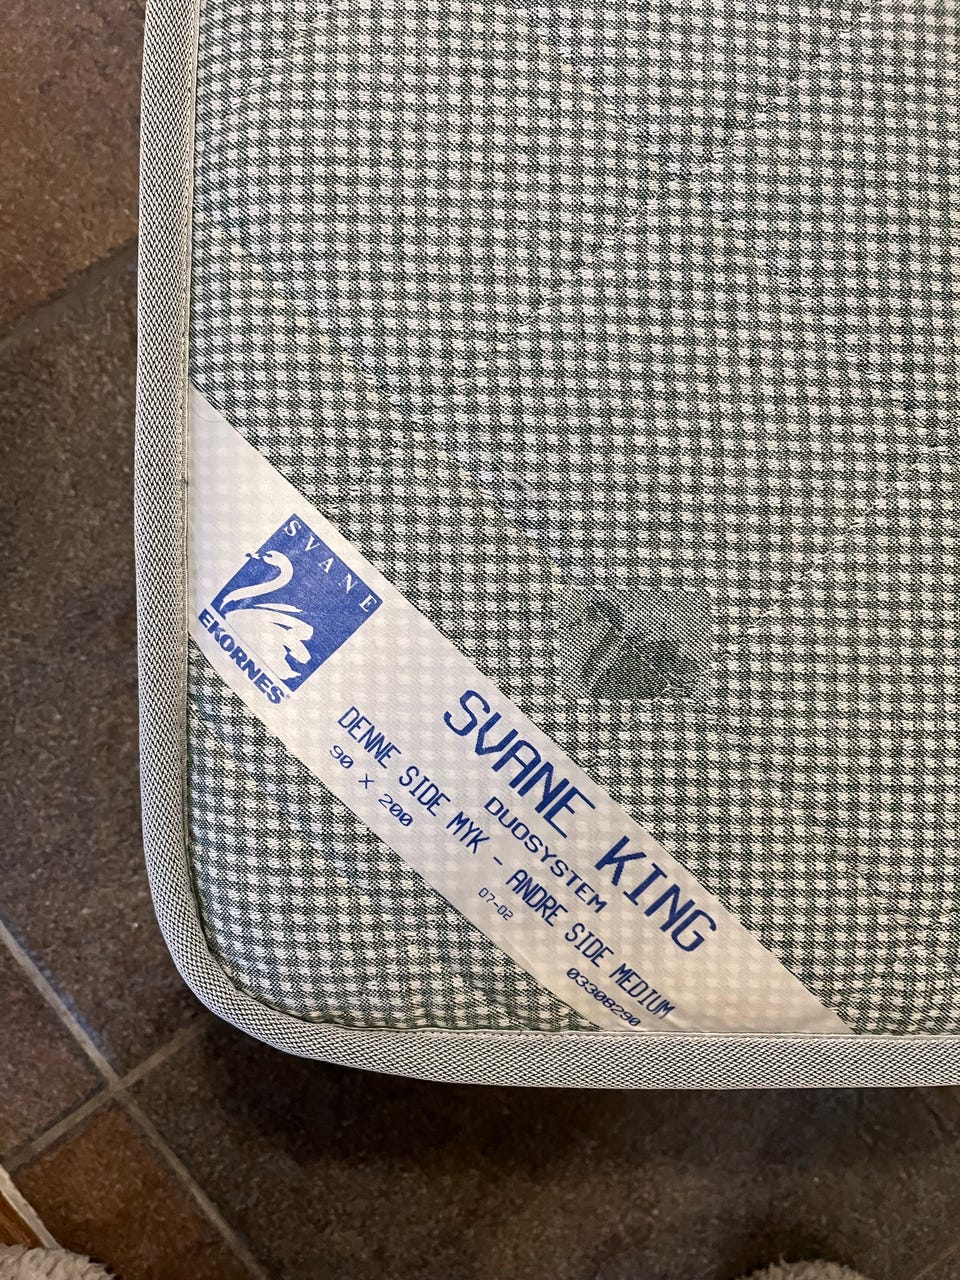 SVANE
EKORNES®
SVANE KING
DUOSYSTEM
DENNE SIDE MYK - ANDRE SIDE MEDIUM
90 X 200
07-02
03308290